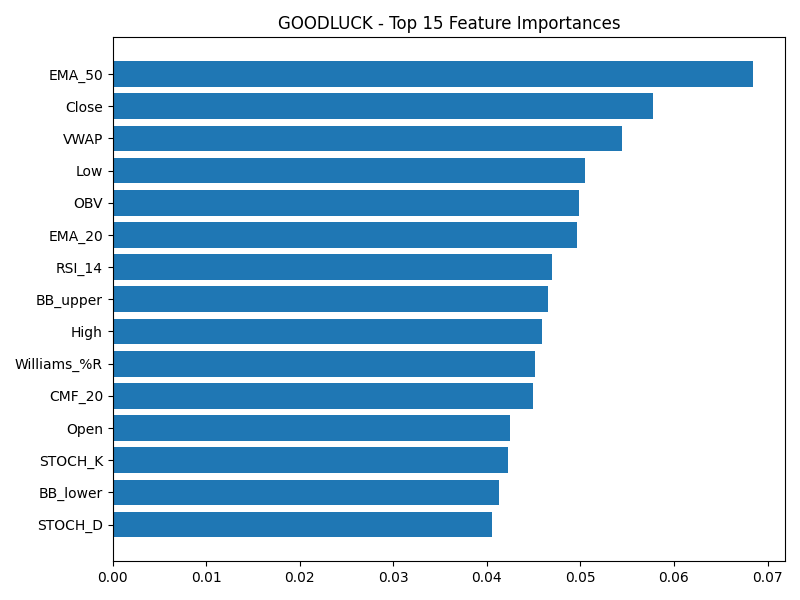 GOODLUCK - Top 15 Feature Importances
EMA_50
Close
VWAP
Low
OBV
EMA_20
RSI_14
BB_upper
High
Williams_%R
CMF_20
Open
STOCH_K
BB_lower
STOCH_D
0.00 0.01 0.02 0.03 0.04 0.05 0.06 0.07